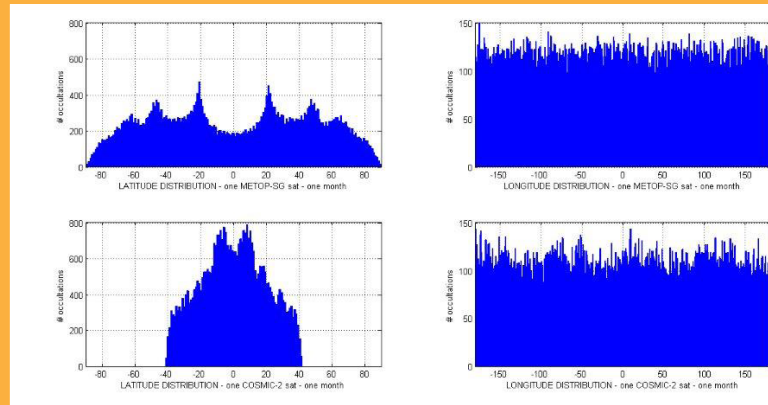 800
600
400
200
0
# occultations
-80 -60 -40 -20 0 20 40 60 80
LATITUDE DISTRIBUTION - one METOP-SG sat - one month
150
100
50
0
# occultations
-150 -100 -50 0 50 100 150
LONGITUDE DISTRIBUTION - one METOP-SG sat - one month
800
600
400
200
0
# occultations
-80 -60 -40 -20 0 20 40 60 80
LATITUDE DISTRIBUTION - one COSMIC-2 sat - one month
150
100
50
0
# occultations
-150 -100 -50 0 50 100 150
LONGITUDE DISTRIBUTION - one COSMIC-2 sat - one month